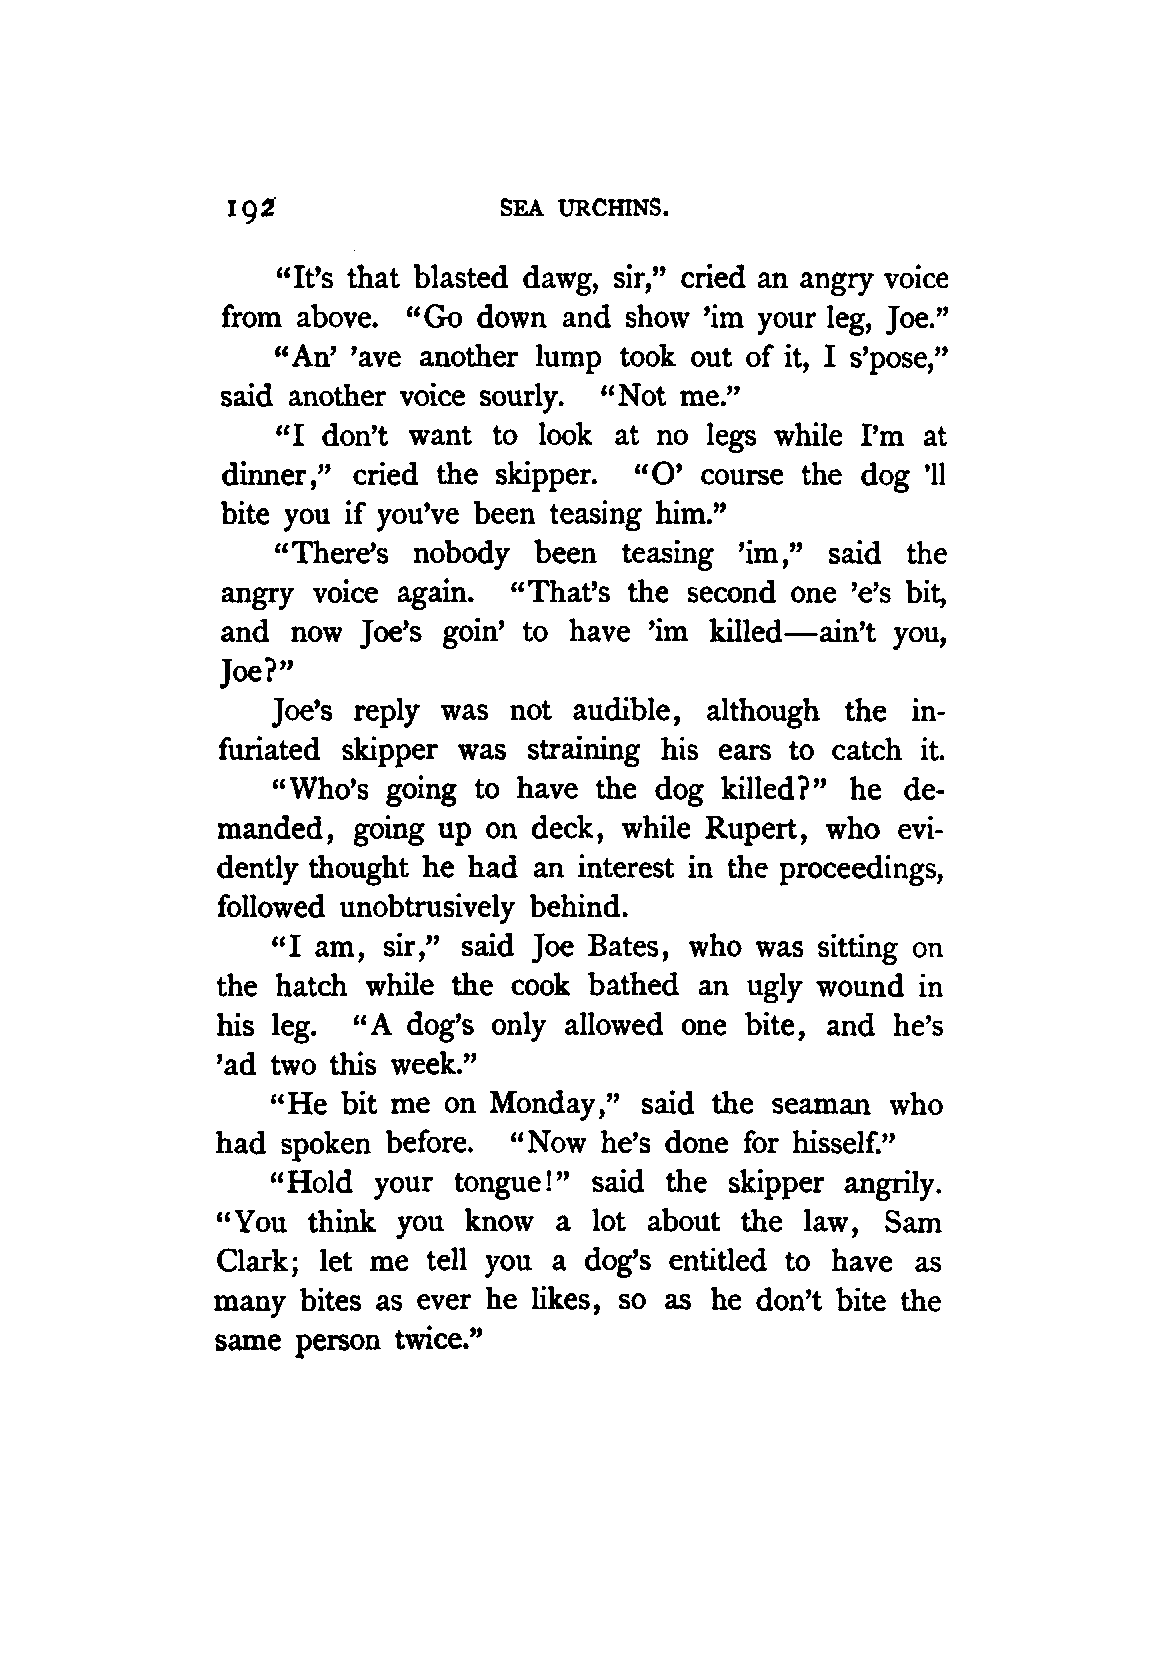 192 SEA URCHINS.
“It’s that blasted dawg, sir,” cried an angry voice
from above. “Go down and show ’im your leg, Joe.”
“An’ ’ave another lump took out of it, I s’pose,”
said another voice sourly. “Not me.”
“I don’t want to look at no legs while I’m at
dinner,” cried the skipper. “O’ course the dog ’ll
bite you if you’ve been teasing him.”
“There’s nobody been teasing ’im,” said the
angry voice again. “That’s the second one ’e’s bit,
and now Joe’s goin’ to have ’im killed—ain’t you,
Joe?”
Joe’s reply was not audible, although the in-
furiated skipper was straining his ears to catch it.
“Who’s going to have the dog killed?” he de-
manded, going up on deck, while Rupert, who evi-
dently thought he had an interest in the proceedings,
followed unobtrusively behind.
“I am, sir,” said Joe Bates, who was sitting on
the hatch while the cook bathed an ugly wound in
his leg. “A dog’s only allowed one bite, and he’s
’ad two this week.”
“He bit me on Monday,” said the seaman who
had spoken before. “Now he’s done for hisself.”
“Hold your tongue!” said the skipper angrily.
“You think you know a lot about the law, Sam
Clark; let me tell you a dog’s entitled to have as
many bites as ever he likes, so as he don’t bite the
same person twice.”